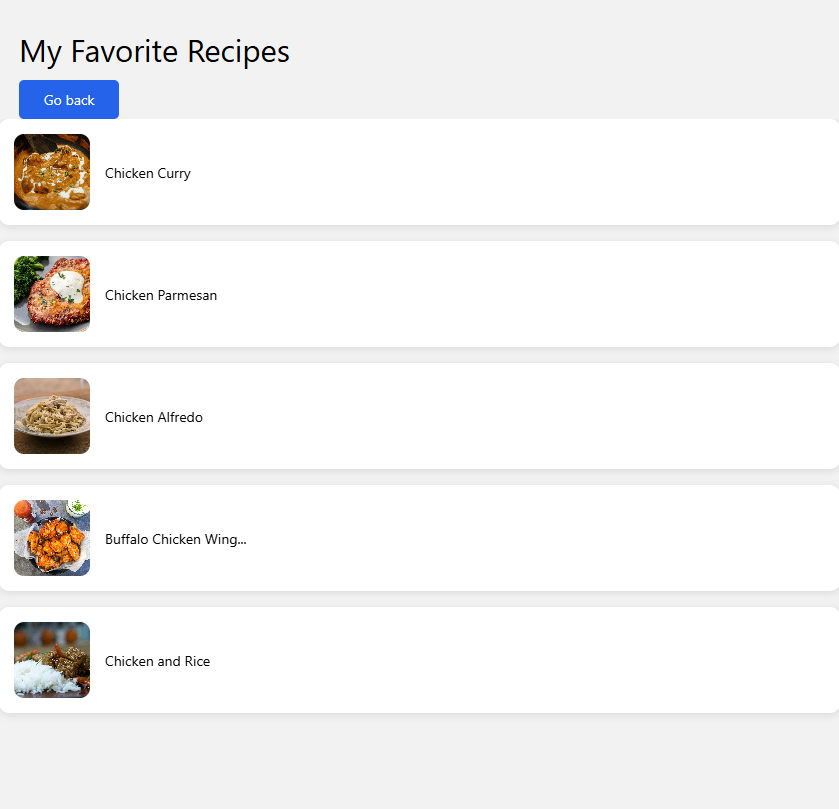 My Favorite Recipes
Go back
Chicken Curry
Chicken Parmesan
Chicken Alfredo
Buffalo Chicken Wing...
Chicken and Rice